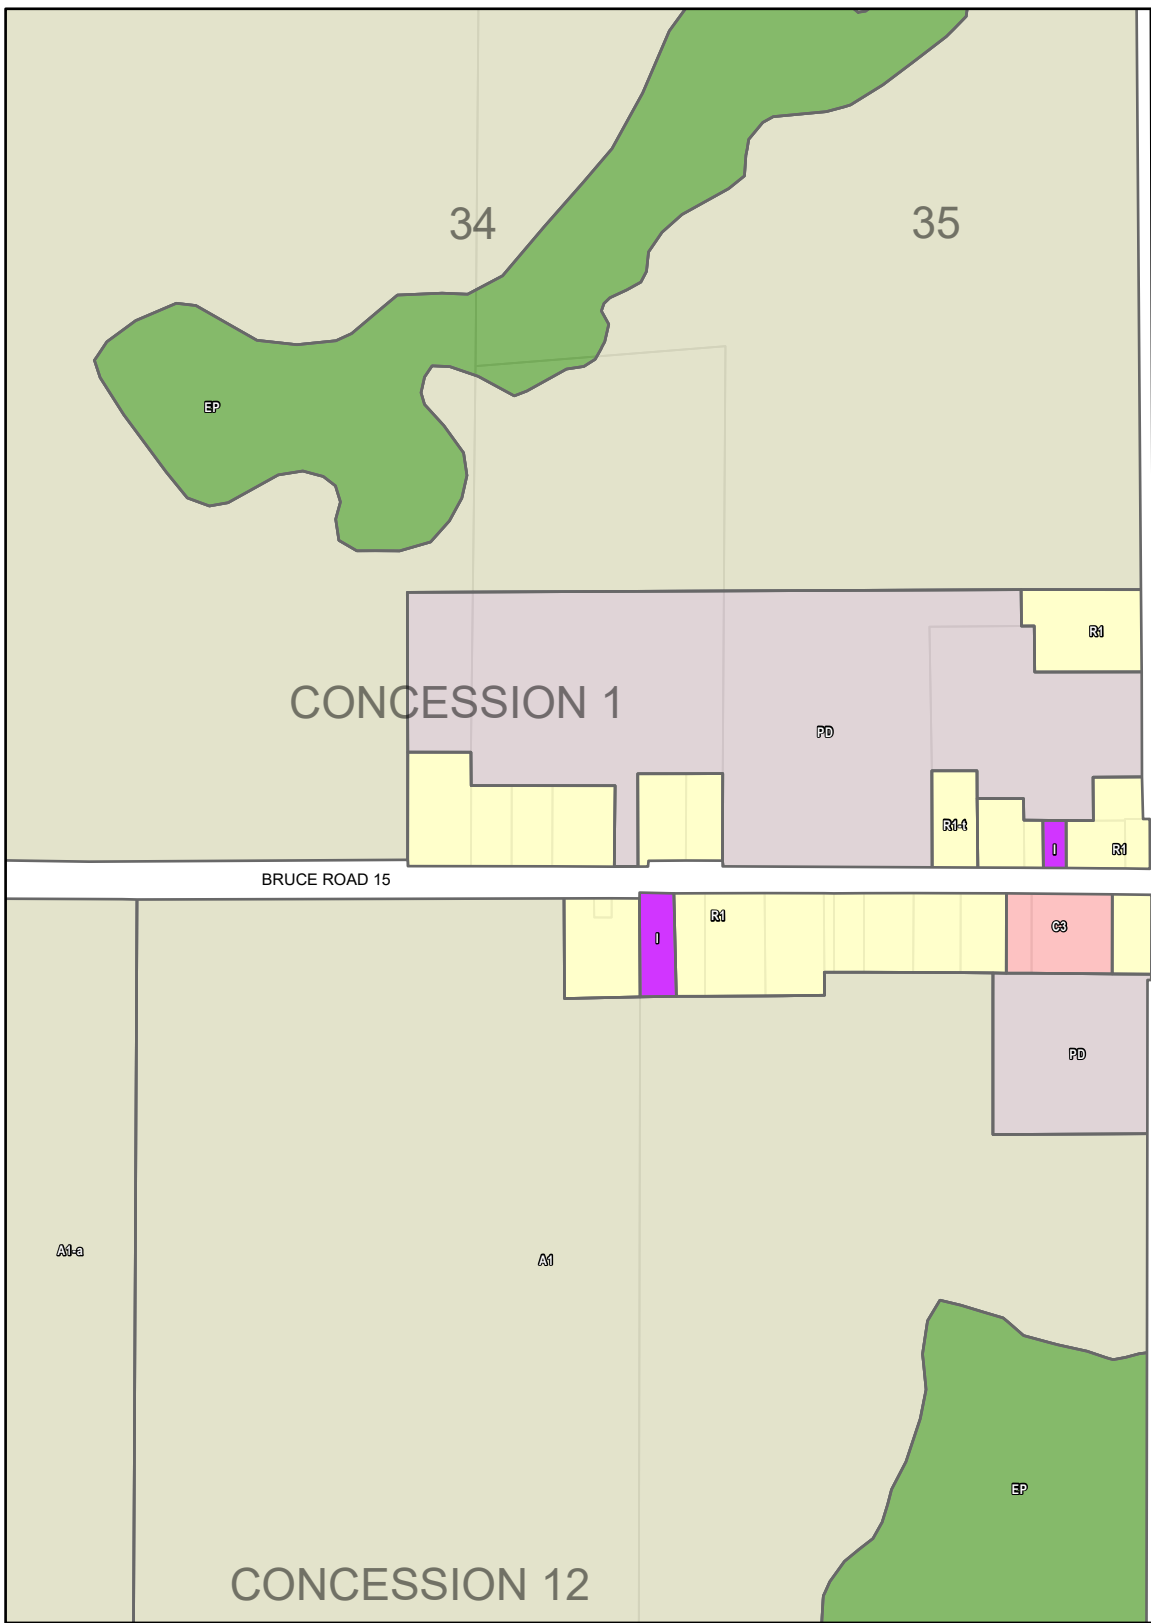 34
35
EP
R1
CONCESSION 1
PD
R1-t
I
R1
BRUCE ROAD 15
R1
C3
I
PD
A1-a
A1
EP
CONCESSION 12